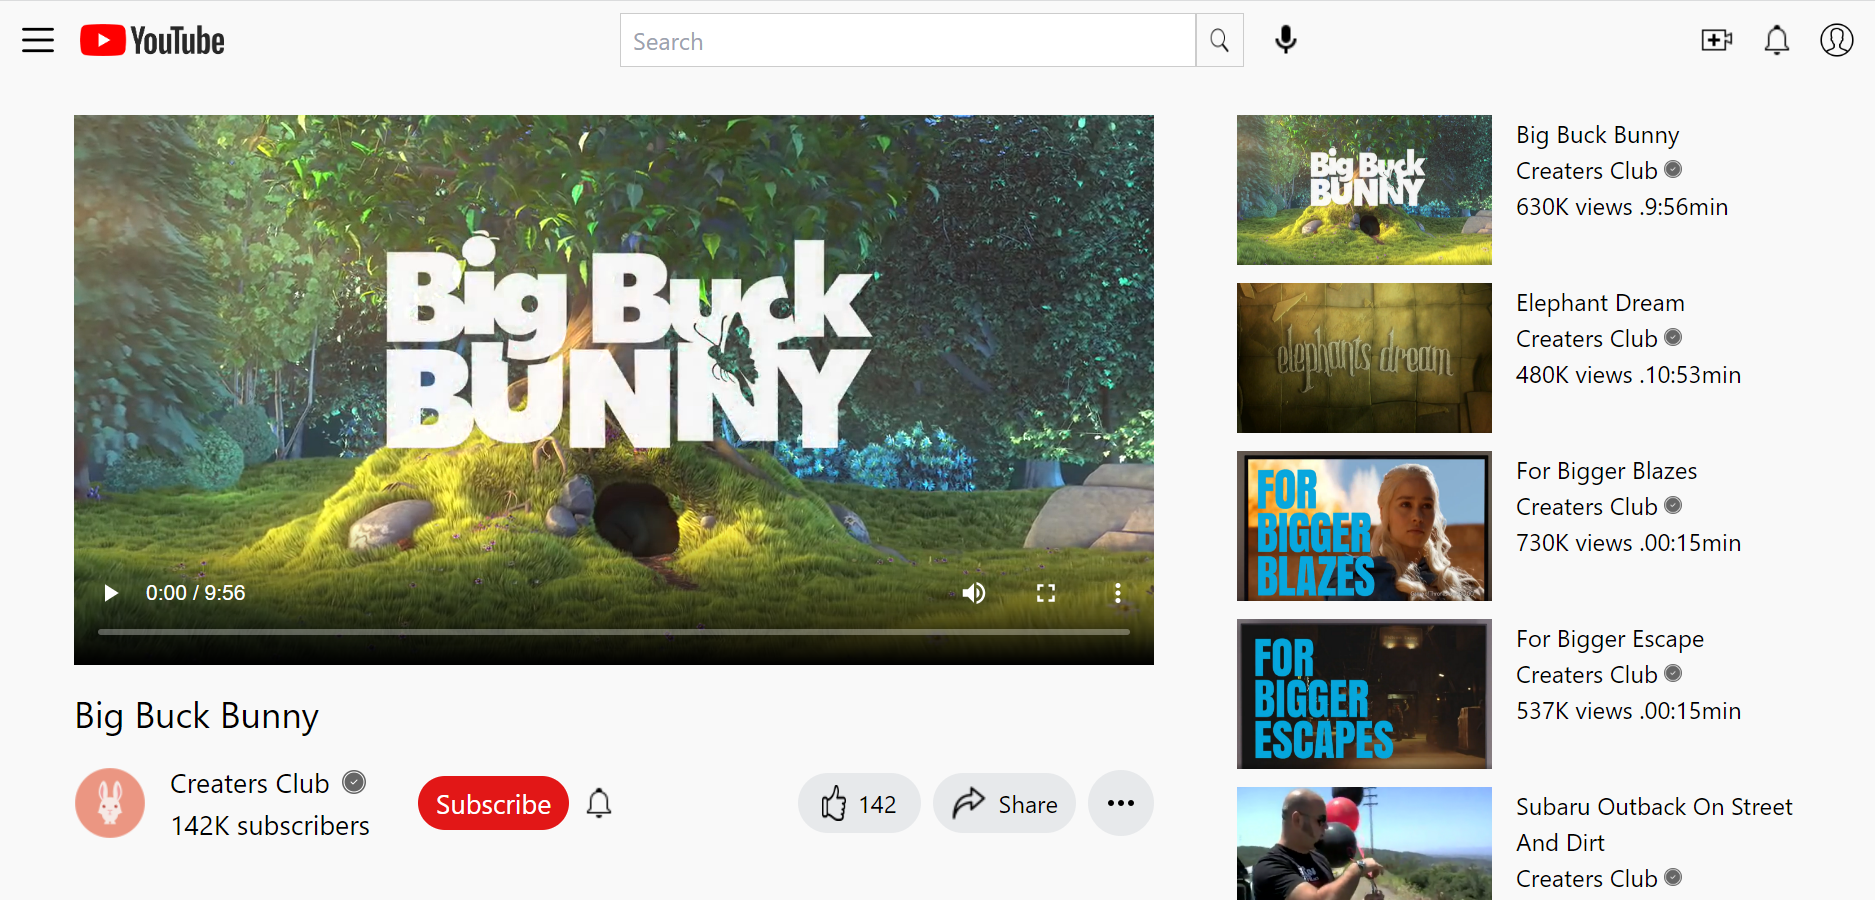 YouTube
Search
Big Buck
BUNNY
0:00 / 9:56
Big Buck Bunny
Creaters Club
142K subscribers
Subscribe
142
Share
Big Buck
BUNNY
Big Buck Bunny
Creaters Club
630K views .9:56min
elephants dream
Elephant Dream
Creaters Club
480K views .10:53min
FOR
BIGGER
BLAZES
For Bigger Blazes
Creaters Club
730K views .00:15min
FOR
BIGGER
ESCAPES
For Bigger Escape
Creaters Club
537K views .00:15min
Subaru Outback On Street
And Dirt
Creaters Club